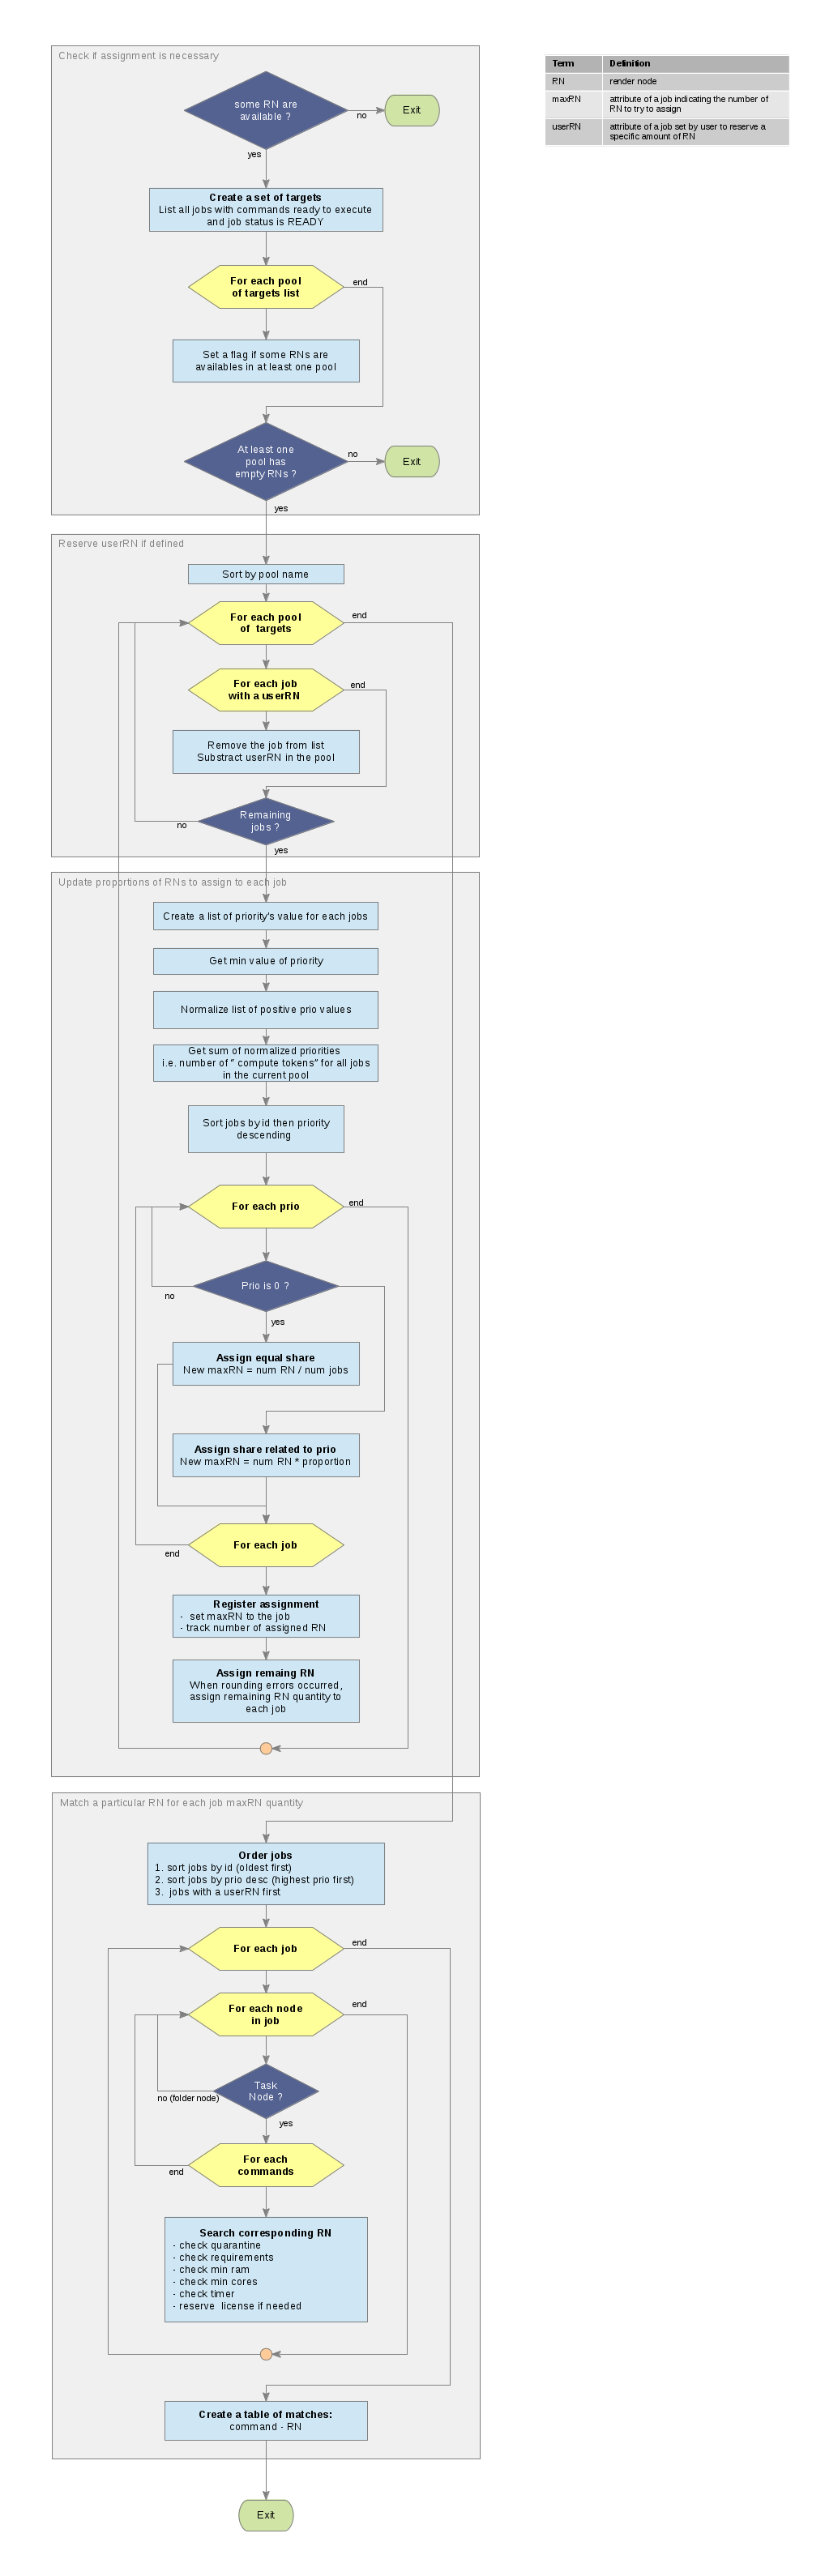 Check if assignment is necessary
some RN are
available ?
no
Exit
yes
Create a set of targets
List all jobs with commands ready to execute
and job status is READY
For each pool
of targets list
end
Set a flag if some RNs are
availables in at least one pool
At least one
pool has
empty RNs ?
no
Exit
yes
Term Definition
RN render node
maxRN attribute of a job indicating the number of
RN to try to assign
userRN attribute of a job set by user to reserve a
specific amount of RN
Reserve userRN if defined
Sort by pool name
For each pool
of targets
end
For each job
with a userRN
end
Remove the job from list
Substract userRN in the pool
Remaining
jobs ?
no
yes
Update proportions of RNs to assign to each job
Create a list of priority's value for each jobs
Get min value of priority
Normalize list of positive prio values
Get sum of normalized priorities
i.e. number of " compute tokens" for all jobs
in the current pool
Sort jobs by id then priority
descending
For each prio
end
Prio is 0 ?
no
yes
Assign equal share
New maxRN = num RN / num jobs
Assign share related to prio
New maxRN = num RN * proportion
For each job
end
Register assignment
- set maxRN to the job
- track number of assigned RN
Assign remaing RN
When rounding errors occurred,
assign remaining RN quantity to
each job
Match a particular RN for each job maxRN quantity
Order jobs
1. sort jobs by id (oldest first)
2. sort jobs by prio desc (highest prio first)
3. jobs with a userRN first
For each job
end
For each node
in job
end
Task
Node ?
no (folder node)
yes
For each
commands
end
Search corresponding RN
- check quarantine
- check requirements
- check min ram
- check min cores
- check timer
- reserve license if needed
Create a table of matches:
command - RN
Exit